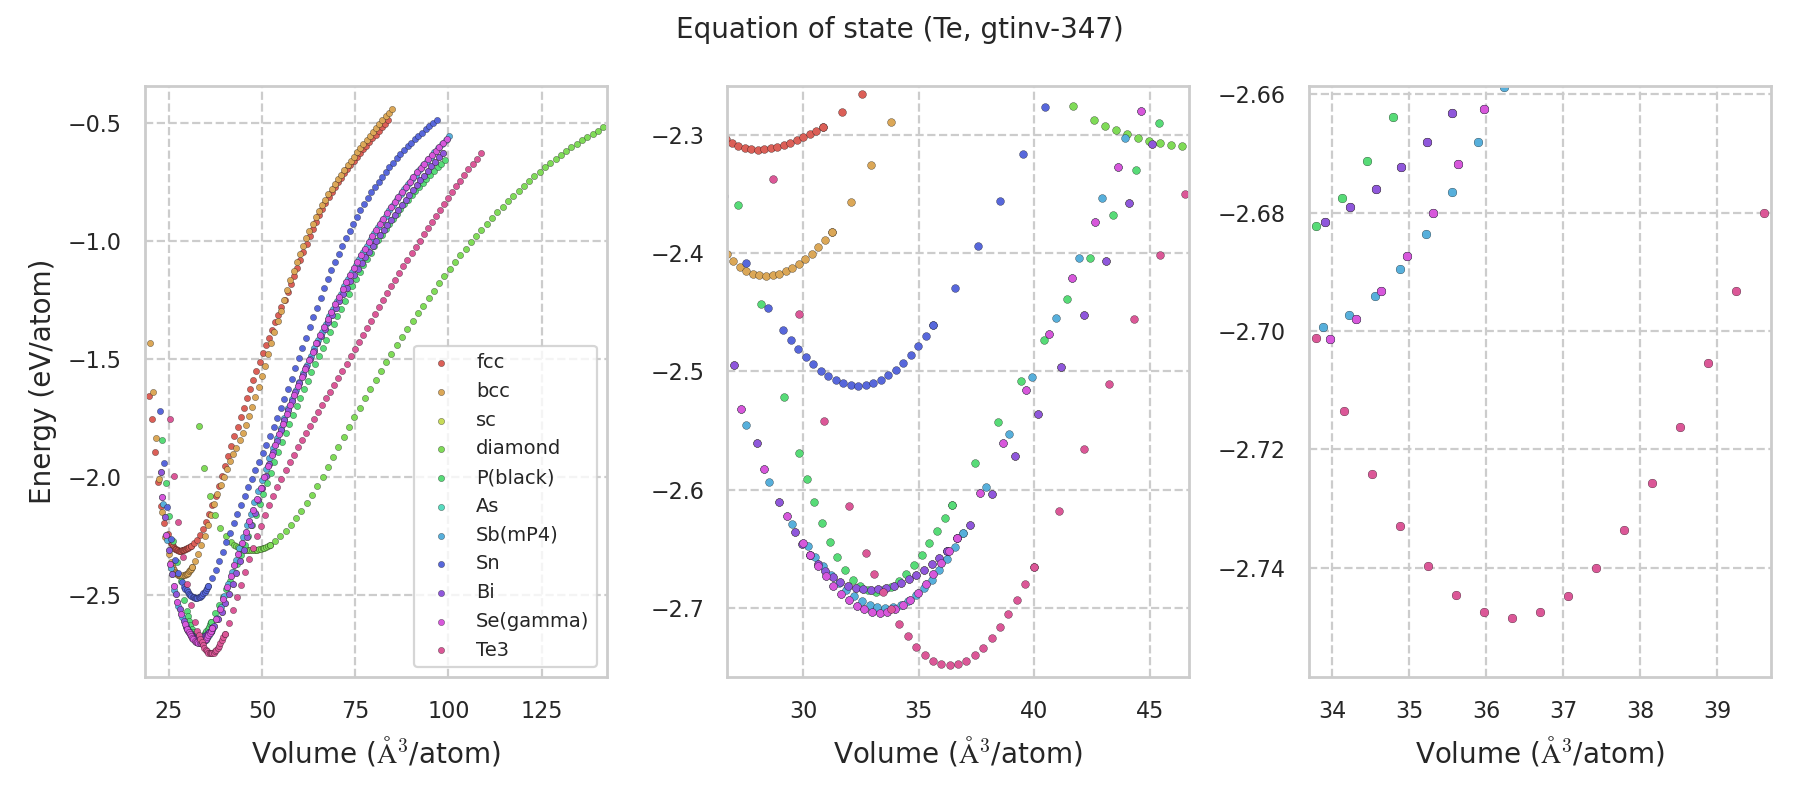 Equation of state (Te, gtinv-347)
Energy (eV/atom)
−0.5
−1.0
−1.5
−2.0
−2.5
25 50 75 100 125
Volume (Å³/atom)
fcc
bcc
sc
diamond
P(black)
As
Sb(mP4)
Sn
Bi
Se(gamma)
Te3
−2.3
−2.4
−2.5
−2.6
−2.7
30 35 40 45
Volume (Å³/atom)
−2.66
−2.68
−2.70
−2.72
−2.74
34 35 36 37 38 39
Volume (Å³/atom)